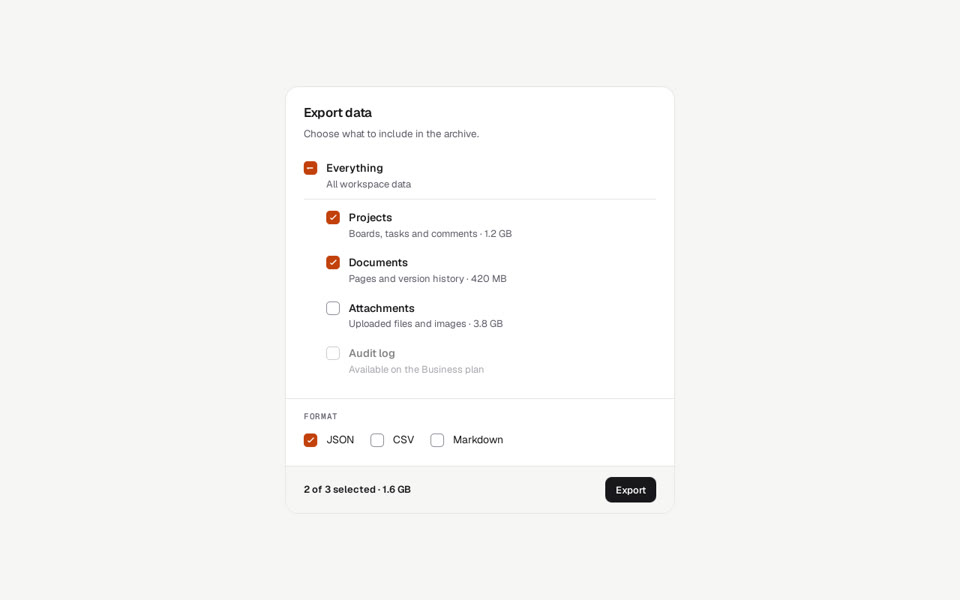 Export data
Choose what to include in the archive.
Everything
All workspace data
Projects
Boards, tasks and comments · 1.2 GB
Documents
Pages and version history · 420 MB
Attachments
Uploaded files and images · 3.8 GB
Audit log
Available on the Business plan
FORMAT
JSON CSV Markdown
2 of 3 selected · 1.6 GB Export